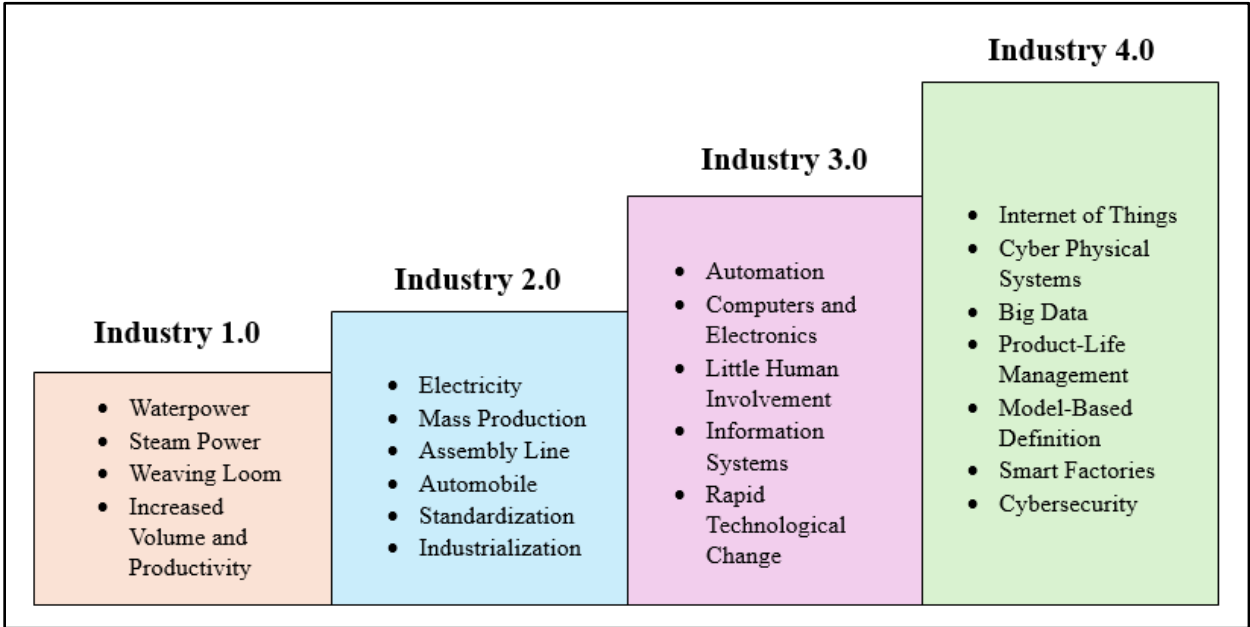 Industry 1.0
• Waterpower
• Steam Power
• Weaving Loom
• Increased
Volume and
Productivity
Industry 2.0
• Electricity
• Mass Production
• Assembly Line
• Automobile
• Standardization
• Industrialization
Industry 3.0
• Automation
• Computers and
Electronics
• Little Human
Involvement
• Information
Systems
• Rapid
Technological
Change
Industry 4.0
• Internet of Things
• Cyber Physical
Systems
• Big Data
• Product-Life
Management
• Model-Based
Definition
• Smart Factories
• Cybersecurity